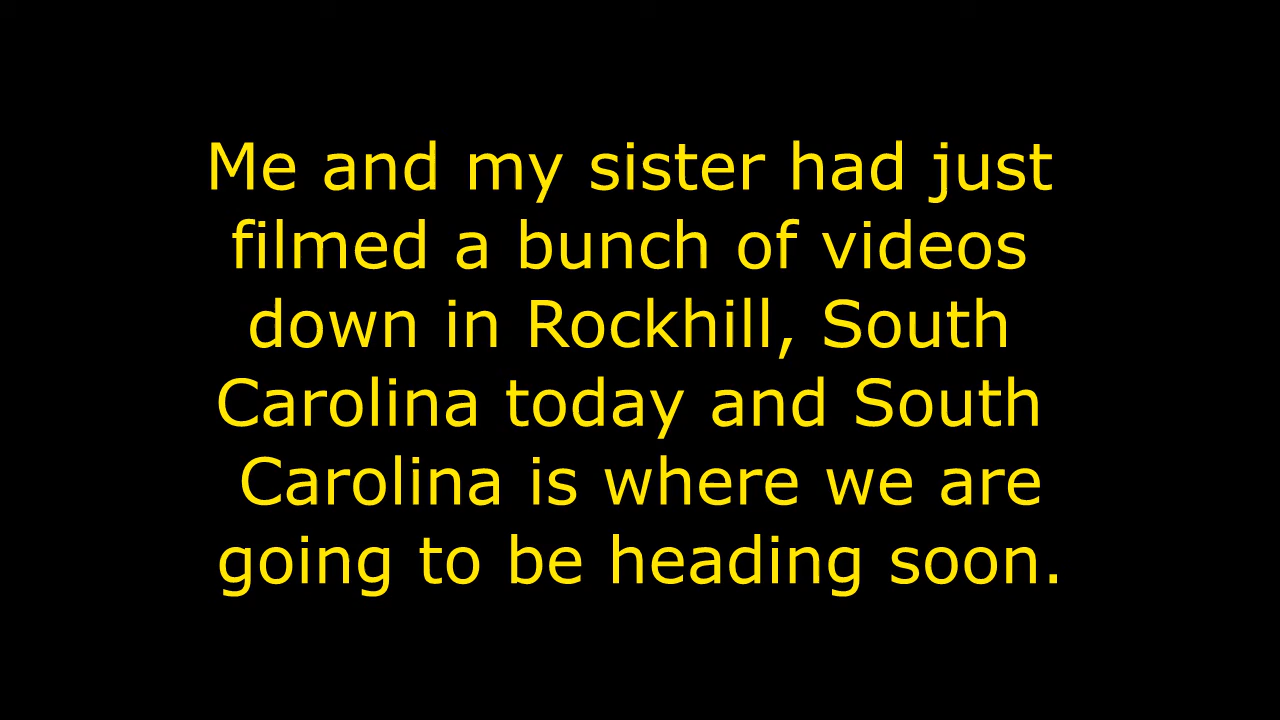 Me and my sister had just
filmed a bunch of videos
down in Rockhill, South
Carolina today and South
Carolina is where we are
going to be heading soon.